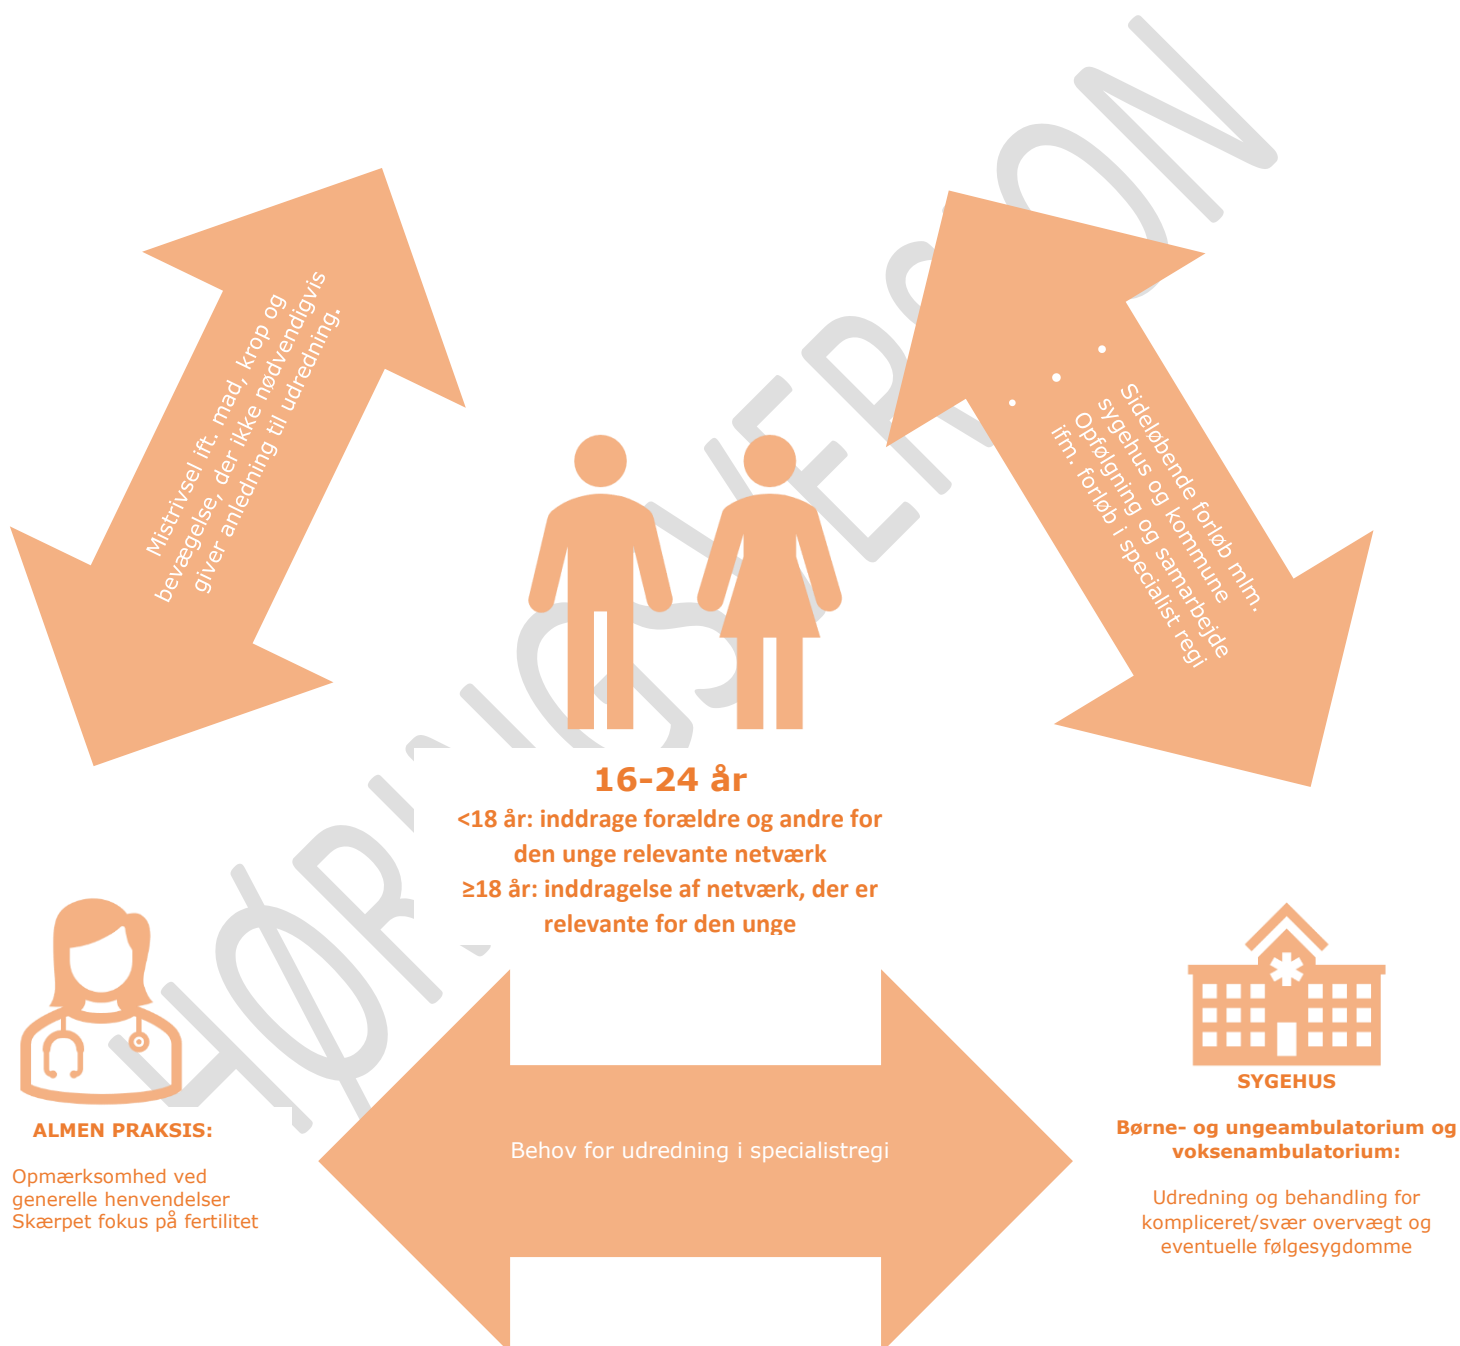 HØRINGSVERSION
Mistrivsel ift. mad, krop og
bevægelse, der ikke nødvendigvis
giver anledning til udredning.
Sideløbende forløb mlm.
sygehus og kommune
Opfølgning og samarbejde
ifm. forløb i specialist regi
16-24 år
<18 år: inddrage forældre og andre for
den unge relevante netværk
≥18 år: inddragelse af netværk, der er
relevante for den unge
ALMEN PRAKSIS:
Opmærksomhed ved
generelle henvendelser
Skærpet fokus på fertilitet
Behov for udredning i specialistregi
SYGEHUS
Børne- og ungeambulatorium og
voksenambulatorium:
Udredning og behandling for
kompliceret/svær overvægt og
eventuelle følgesygdomme